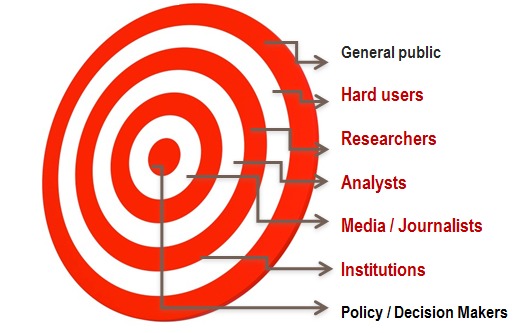 General public
Hard users
Researchers
Analysts
Media / Journalists
Institutions
Policy / Decision Makers